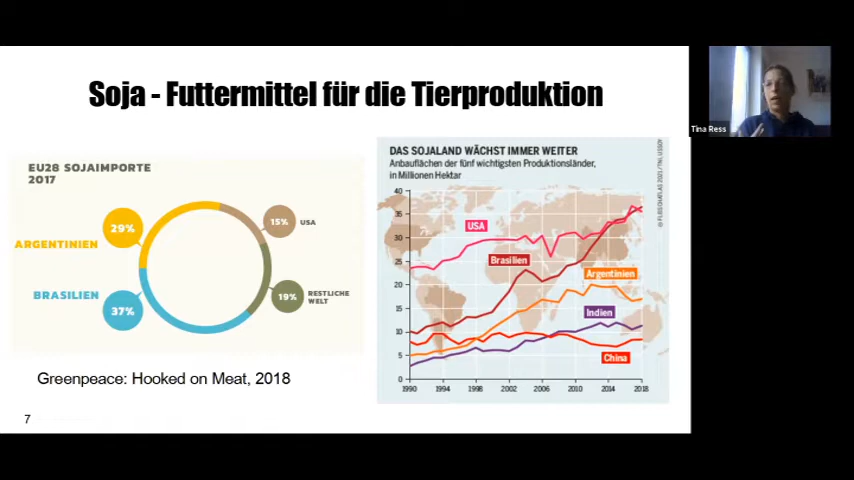 Soja - Futtermittel für die Tierproduktion
Tina Ress
EU28 SOJAIMPORTE
2017
29%
ARGENTINIEN
15%
USA
BRASILIEN
37%
19%
RESTLICHE
WELT
Greenpeace: Hooked on Meat, 2018
7
DAS SOJALAND WÄCHST IMMER WEITER
Anbauflächen der fünf wichtigsten Produktionsländer,
in Millionen Hektar
40
35
30
25
20
15
10
5
0
USA
Brasilien
Argentinien
Indien
China
1990
1994
1998
2002
2006
2010
2014
2018
© FLEISCHATLAS 2021/